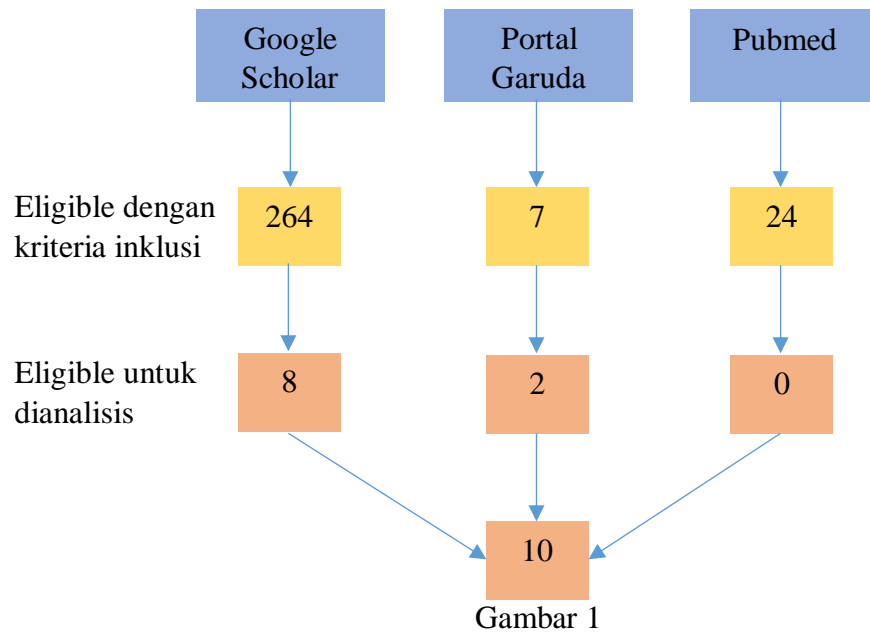 Google
Scholar
Portal
Garuda
Pubmed
Eligible dengan
kriteria inklusi
264
7
24
Eligible untuk
dianalisis
8
2
0
10
Gambar 1